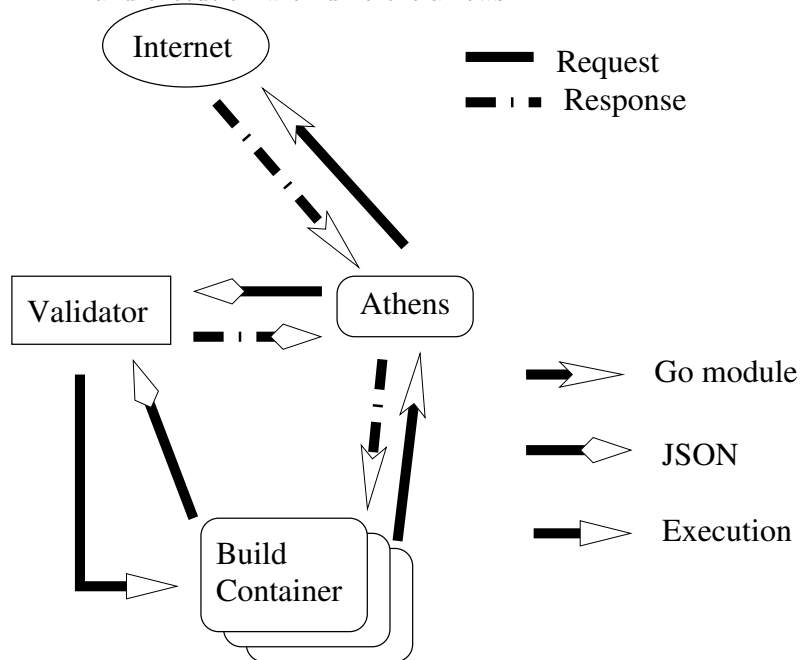 Internet
Request
Response
Validator
Athens
Go module
JSON
Execution
Build
Container